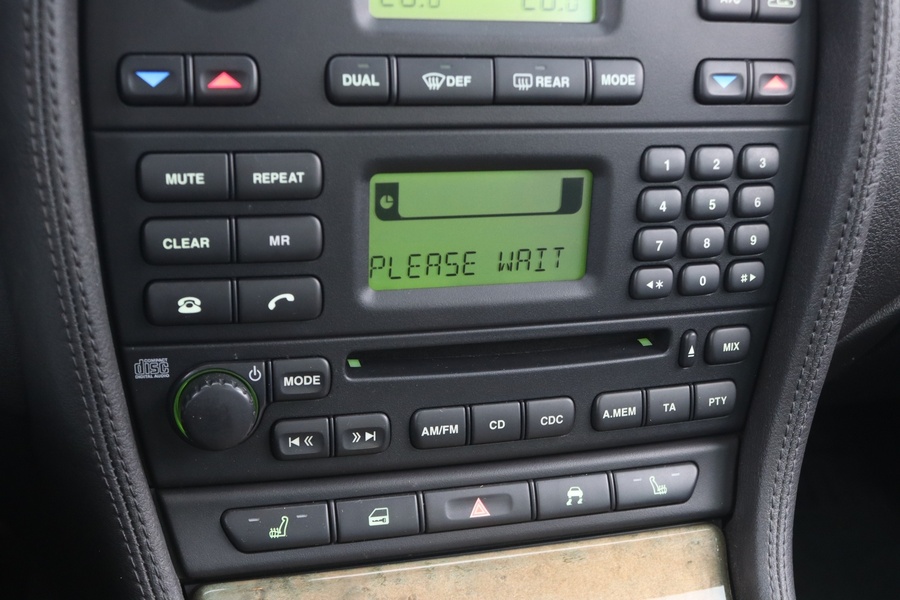 DUAL DEF REAR MODE
MUTE REPEAT
CLEAR MR
PLEASE WAIT
1 2 3
4 5 6
7 8 9
* 0 #
COMPACT
disc
DIGITAL AUDIO
MODE
MIX
AM/FM CD CDC A.MEM TA PTY